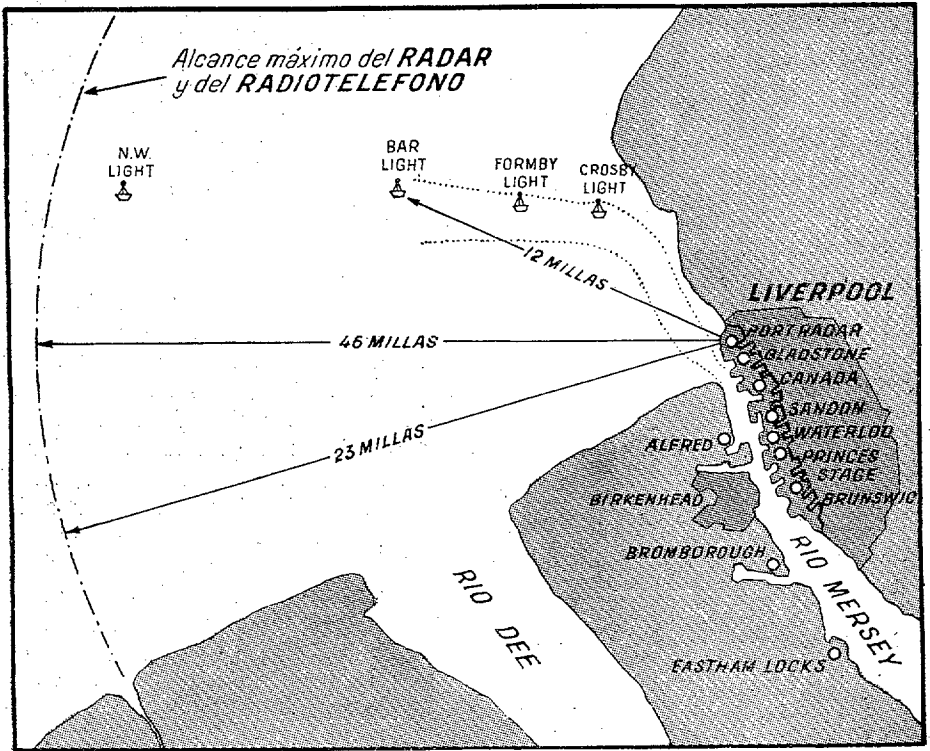 Alcance máximo del RADAR
y del RADIOTELEFONO
N.W.
LIGHT
BAR
LIGHT
FORMBY
LIGHT
CROSBY
LIGHT
12 MILLAS
LIVERPOOL
PORT RADAR
46 MILLAS
GLADSTONE
CANADA
SANDON
WATERLOO
PRINCES
STAGE
BRUNSWIC
23 MILLAS
ALFRED
BIRKENHEAD
BROMBOROUGH
RIO MERSEY
RIO DEE
EASTHAM LOCKS